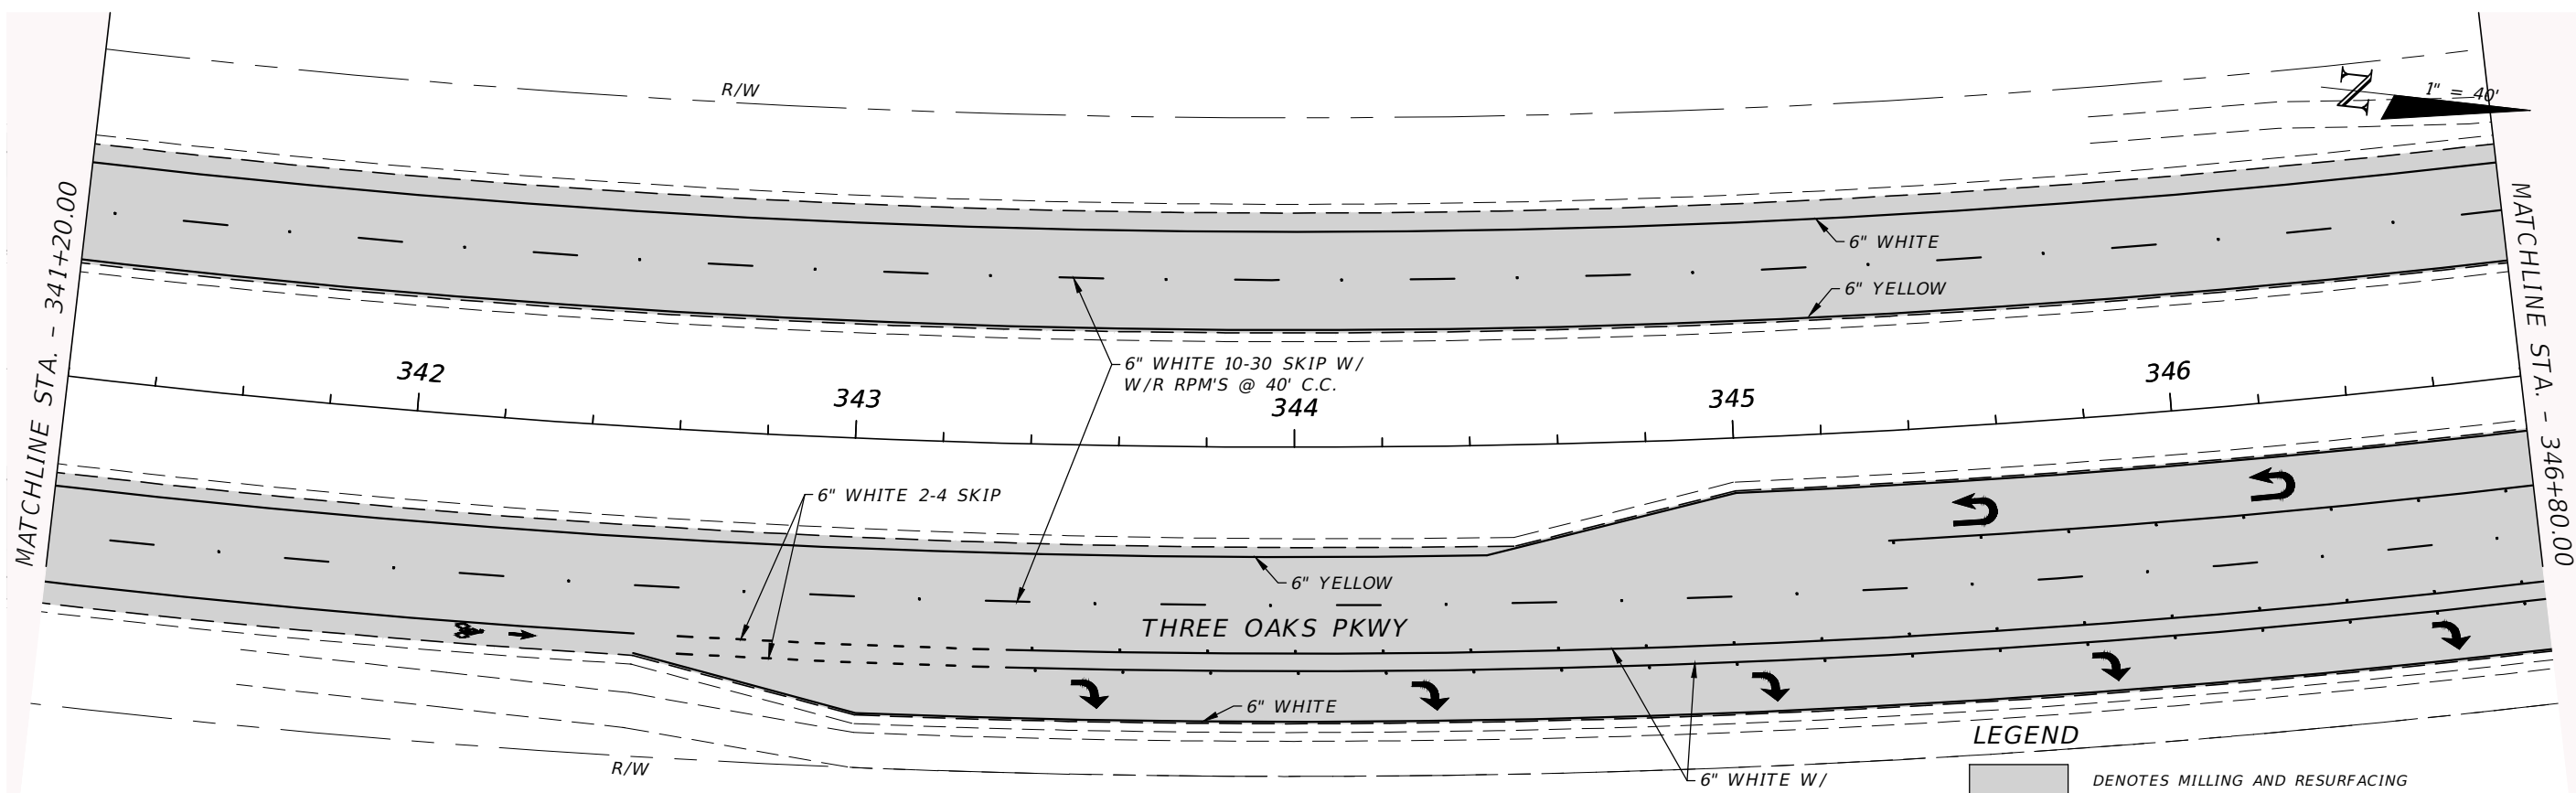 R/W
N
1" = 40'
MATCHLINE STA. - 341+20.00
MATCHLINE STA. - 346+80.00
6" WHITE
6" YELLOW
6" WHITE 10-30 SKIP W/
W/R RPM'S @ 40' C.C.
342
343
344
345
346
6" WHITE 2-4 SKIP
6" YELLOW
THREE OAKS PKWY
6" WHITE
R/W
6" WHITE W/
LEGEND
DENOTES MILLING AND RESURFACING